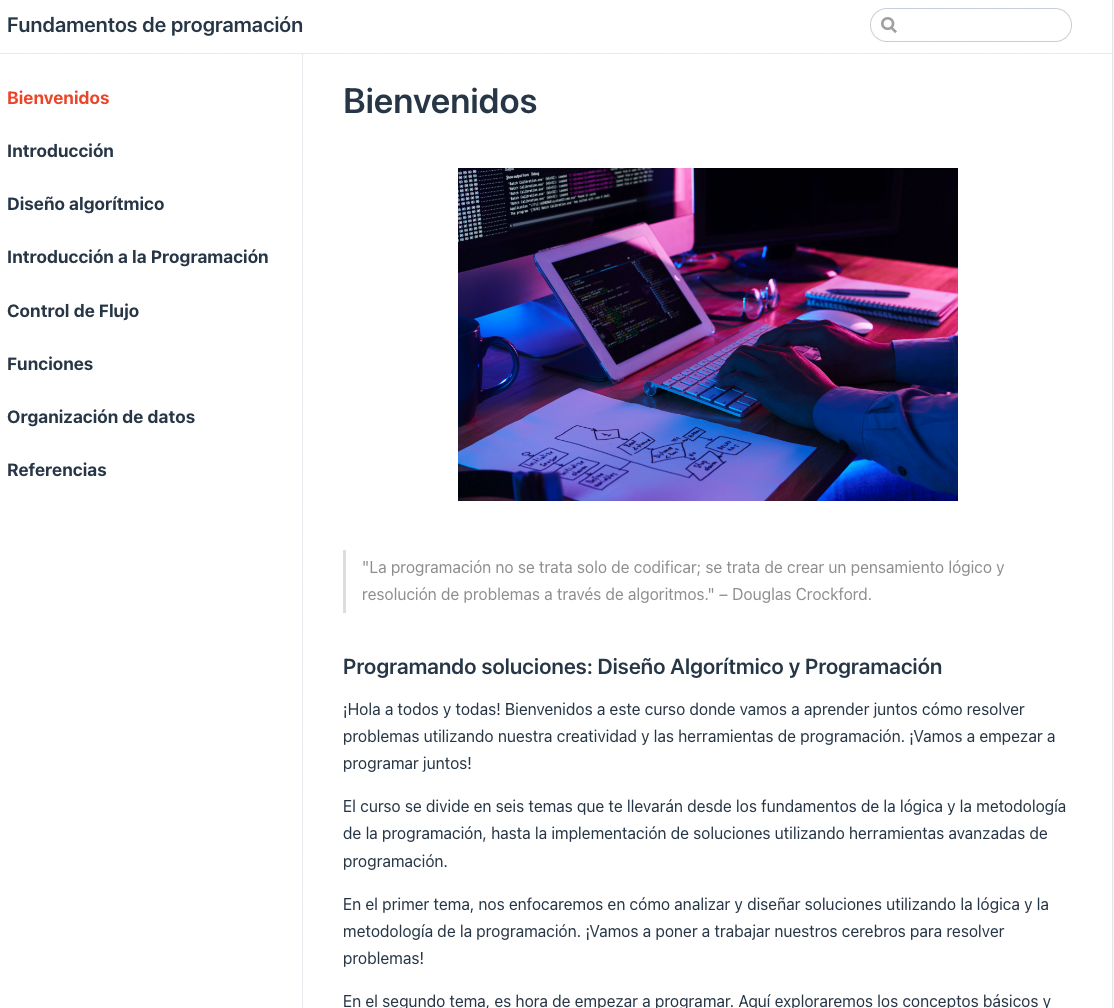 Fundamentos de programación
Bienvenidos
Introducción
Diseño algorítmico
Introducción a la Programación
Control de Flujo
Funciones
Organización de datos
Referencias
Bienvenidos
"La programación no se trata solo de codificar; se trata de crear un pensamiento lógico y
resolución de problemas a través de algoritmos." – Douglas Crockford.
Programando soluciones: Diseño Algorítmico y Programación
¡Hola a todos y todas! Bienvenidos a este curso donde vamos a aprender juntos cómo resolver
problemas utilizando nuestra creatividad y las herramientas de programación. ¡Vamos a empezar a
programar juntos!
El curso se divide en seis temas que te llevarán desde los fundamentos de la lógica y la metodología
de la programación, hasta la implementación de soluciones utilizando herramientas avanzadas de
programación.
En el primer tema, nos enfocaremos en cómo analizar y diseñar soluciones utilizando la lógica y la
metodología de la programación. ¡Vamos a poner a trabajar nuestros cerebros para resolver
problemas!
En el segundo tema, es hora de empezar a programar. Aquí exploraremos los conceptos básicos y